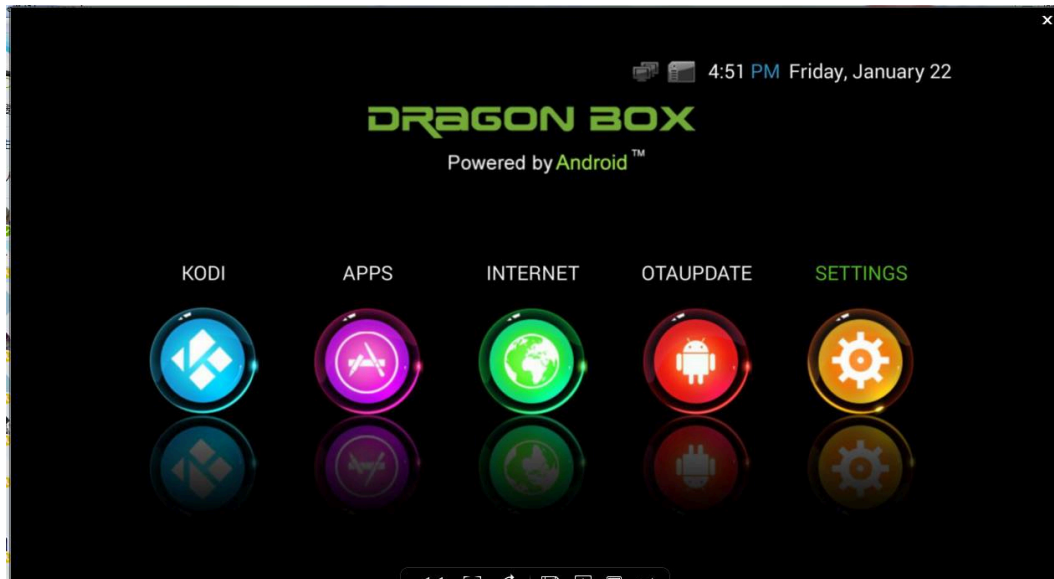 4:51 PM Friday, January 22
DRAGON BOX
Powered by Android™
KODI APPS INTERNET OTAUPDATE SETTINGS